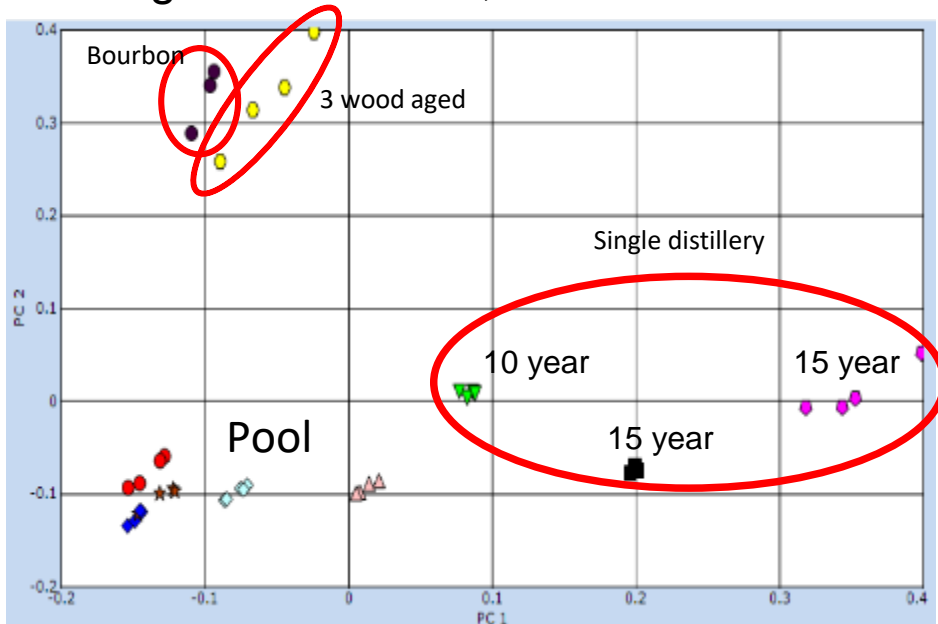 0.4
Bourbon
3 wood aged
0.3
0.2
Single distillery
PC 2
0.1
10 year
15 year
0
Pool
15 year
-0.1
-0.2
-0.2 -0.1 0 0.1 0.2 0.3 0.4
PC 1